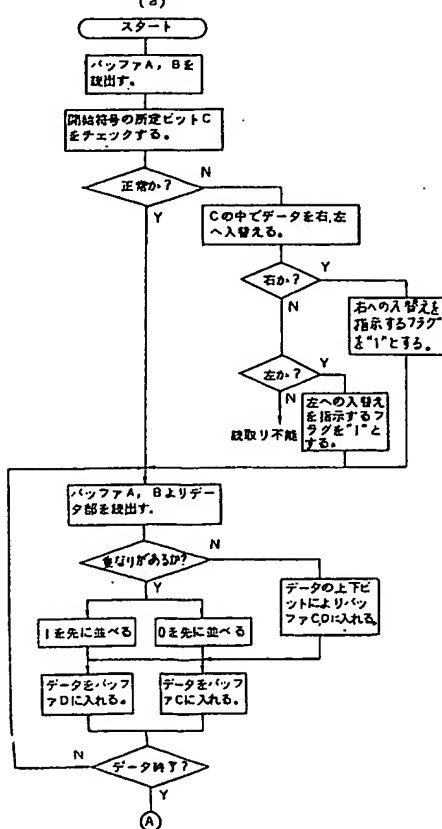 (a)
スタート
バッファA, Bを
読出す。
開始符号の所定ビットC
をチェックする。
正常か?
N
Y
Cの中でデータを右,左
へ入替える。
右か?
Y
N
右への入替えを
指示するフラグ
を"1"とする。
左か?
Y
N
読取り不能
左への入替え
を指示するフ
ラグを"1"と
する。
バッファA, Bよりデー
タ部を読出す。
重なりがあるか?
N
Y
データの上下ビ
ットによりバッ
ファC,Dに入れる。
1を先に並べる
0を先に並べる
データをバッフ
ァDに入れる。
データをバッフ
ァCに入れる。
N
データ終了?
Y
A